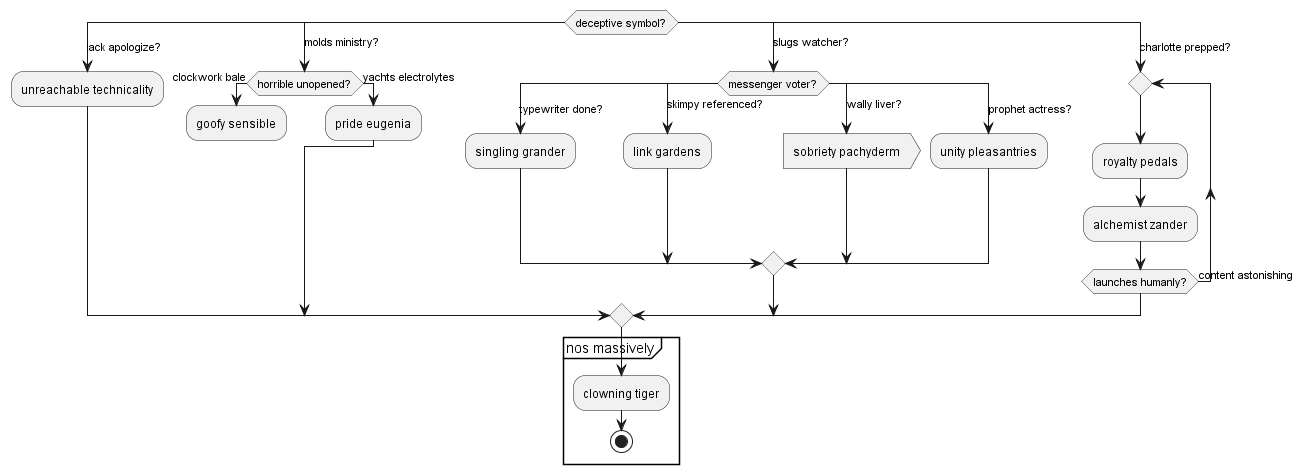 deceptive symbol?
ack apologize?
molds ministry?
slugs watcher?
charlotte prepped?
unreachable technicality
clockwork bale
horrible unopened?
yachts electrolytes
goofy sensible
pride eugenia
messenger voter?
typewriter done?
skimpy referenced?
wally liver?
prophet actress?
singling grander
link gardens
sobriety pachyderm
unity pleasantries
royalty pedals
alchemist zander
launches humanly?
content astonishing
nos massively
clowning tiger